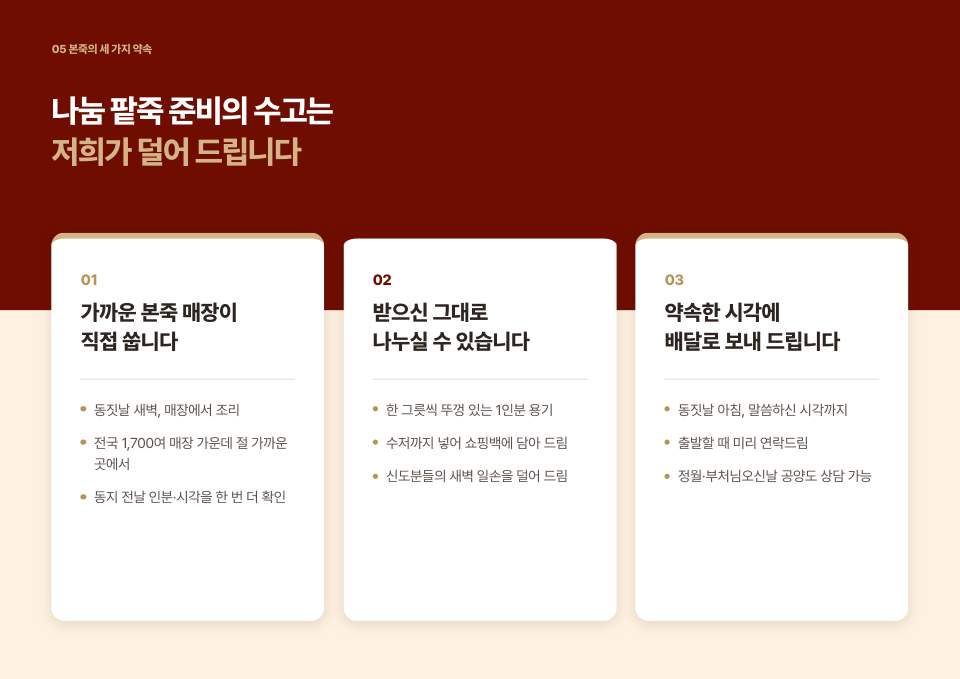 05 본죽의 세 가지 약속
나눔 팥죽 준비의 수고는
저희가 덜어 드립니다
01
가까운 본죽 매장이
직접 쑵니다
동짓날 새벽, 매장에서 조리
전국 1,700여 매장 가운데 절 가까운
곳에서
동지 전날 인분·시각을 한 번 더 확인
02
받으신 그대로
나누실 수 있습니다
한 그릇씩 뚜껑 있는 1인분 용기
수저까지 넣어 쇼핑백에 담아 드림
신도분들의 새벽 일손을 덜어 드림
03
약속한 시각에
배달로 보내 드립니다
동짓날 아침, 말씀하신 시각까지
출발할 때 미리 연락드림
정월·부처님오신날 공양도 상담 가능